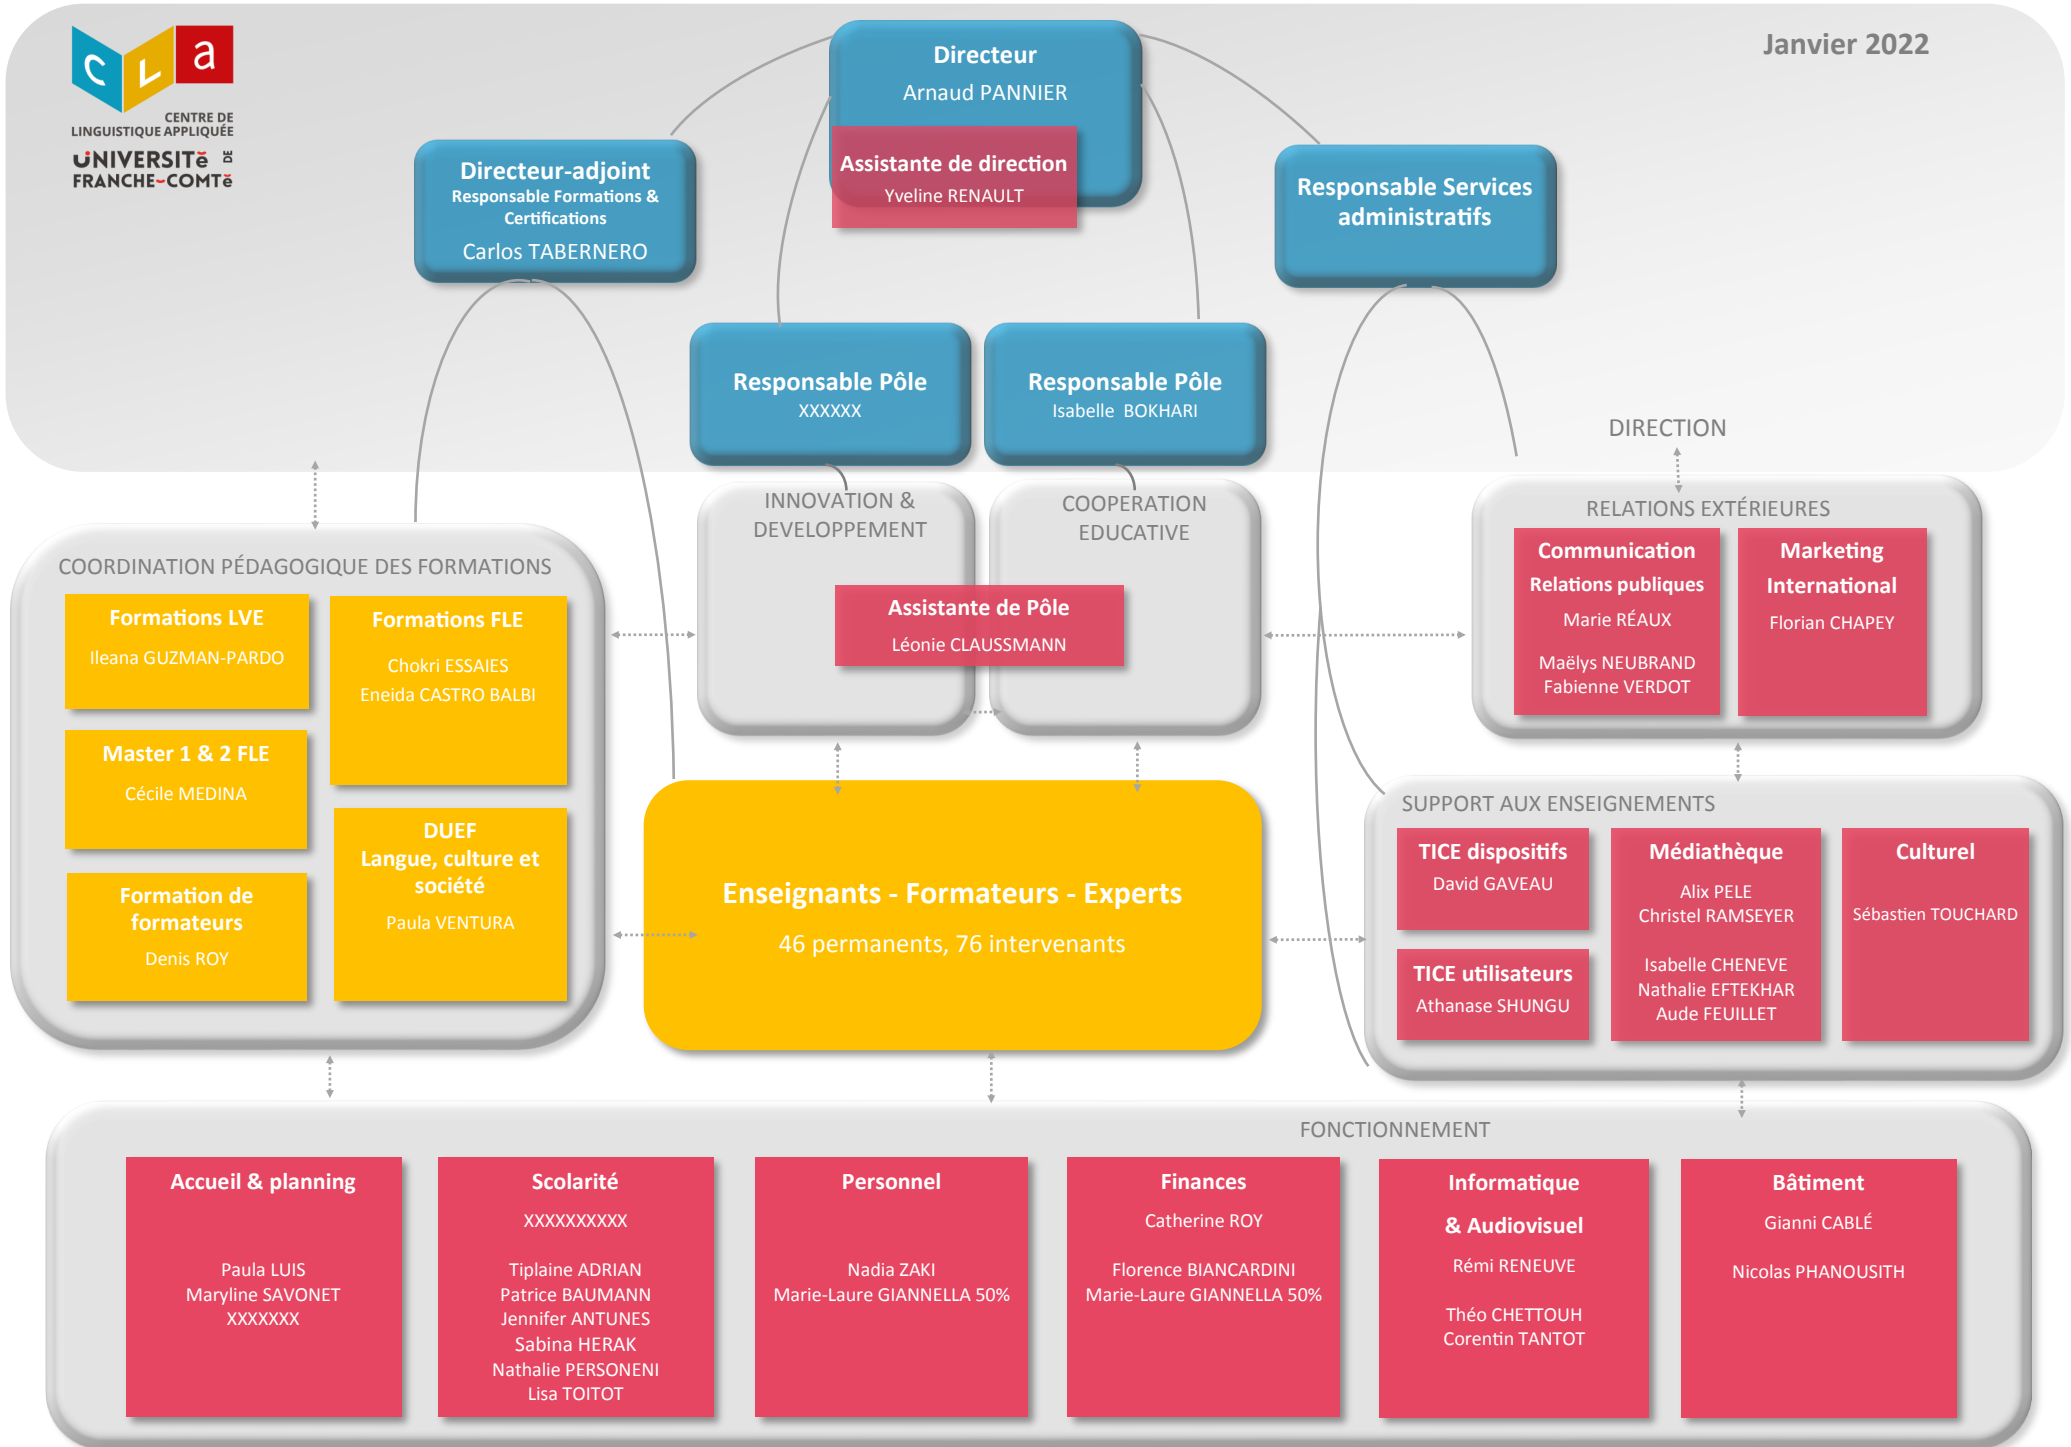 CLa
CENTRE DE
LINGUISTIQUE APPLIQUÉE
UNIVERSITé DE
FRANCHE-COMTé
Janvier 2022
Directeur
Arnaud PANNIER
Assistante de direction
Yveline RENAULT
Directeur-adjoint
Responsable Formations &
Certifications
Carlos TABERNERO
Responsable Services
administratifs
Responsable Pôle
XXXXXX
Responsable Pôle
Isabelle BOKHARI
DIRECTION
INNOVATION &
DEVELOPPEMENT
COOPERATION
EDUCATIVE
Assistante de Pôle
Léonie CLAUSSMANN
RELATIONS EXTÉRIEURES
Communication
Relations publiques
Marie RÉAUX
Maëlys NEUBRAND
Fabienne VERDOT
Marketing
International
Florian CHAPEY
COORDINATION PÉDAGOGIQUE DES FORMATIONS
Formations LVE
Ileana GUZMAN-PARDO
Formations FLE
Chokri ESSAIES
Eneida CASTRO BALBI
Master 1 & 2 FLE
Cécile MEDINA
DUEF
Langue, culture et
société
Paula VENTURA
Formation de
formateurs
Denis ROY
Enseignants - Formateurs - Experts
46 permanents, 76 intervenants
SUPPORT AUX ENSEIGNEMENTS
TICE dispositifs
David GAVEAU
TICE utilisateurs
Athanase SHUNGU
Médiathèque
Alix PELE
Christel RAMSEYER
Isabelle CHENEVE
Nathalie EFTEKHAR
Aude FEUILLET
Culturel
Sébastien TOUCHARD
FONCTIONNEMENT
Accueil & planning
Paula LUIS
Maryline SAVONET
XXXXXXX
Scolarité
XXXXXXXXXX
Tiplaine ADRIAN
Patrice BAUMANN
Jennifer ANTUNES
Sabina HERAK
Nathalie PERSONENI
Lisa TOITOT
Personnel
Nadia ZAKI
Marie-Laure GIANNELLA 50%
Finances
Catherine ROY
Florence BIANCARDINI
Marie-Laure GIANNELLA 50%
Informatique
& Audiovisuel
Rémi RENEUVE
Théo CHETTOUH
Corentin TANTOT
Bâtiment
Gianni CABLÉ
Nicolas PHANOUSITH